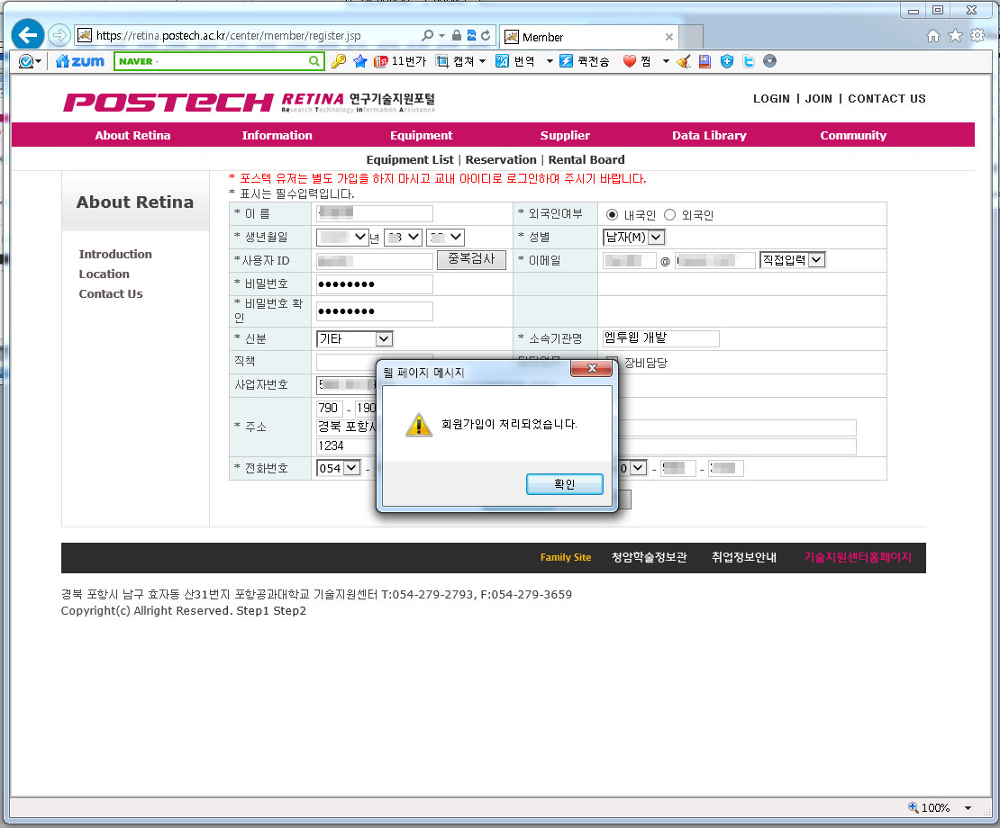 https://retina.postech.ac.kr/center/member/register.jsp
Member
zum NAVER 11번가 캡쳐 번역 퀵전송 찜
POSTECH RETINA 연구기술지원포털
Research Technology Information Assistance
LOGIN | JOIN | CONTACT US
About Retina Information Equipment Supplier Data Library Community
Equipment List | Reservation | Rental Board
About Retina
Introduction
Location
Contact Us
* 포스텍 유저는 별도 가입을 하지 마시고 교내 아이디로 로그인하여 주시기 바랍니다.
* 표시는 필수입력입니다.
* 이 름 * 외국인여부 내국인 외국인
* 생년월일 년 * 성별 남자(M)
*사용자 ID 중복검사 * 이메일 @ 직접입력
* 비밀번호 ●●●●●●●●
* 비밀번호 확인 ●●●●●●●●
* 신분 기타 * 소속기관명 엠투웹 개발
직책 장비담당
사업자번호
* 주소 790 - 190
경북 포항시
1234
* 전화번호 054 - 0 - -
웹 페이지 메시지
회원가입이 처리되었습니다.
확인
Family Site 청암학술정보관 취업정보안내 기술지원센터홈페이지
경북 포항시 남구 효자동 산31번지 포항공과대학교 기술지원센터 T:054-279-2793, F:054-279-3659
Copyright(c) Allright Reserved. Step1 Step2
100%